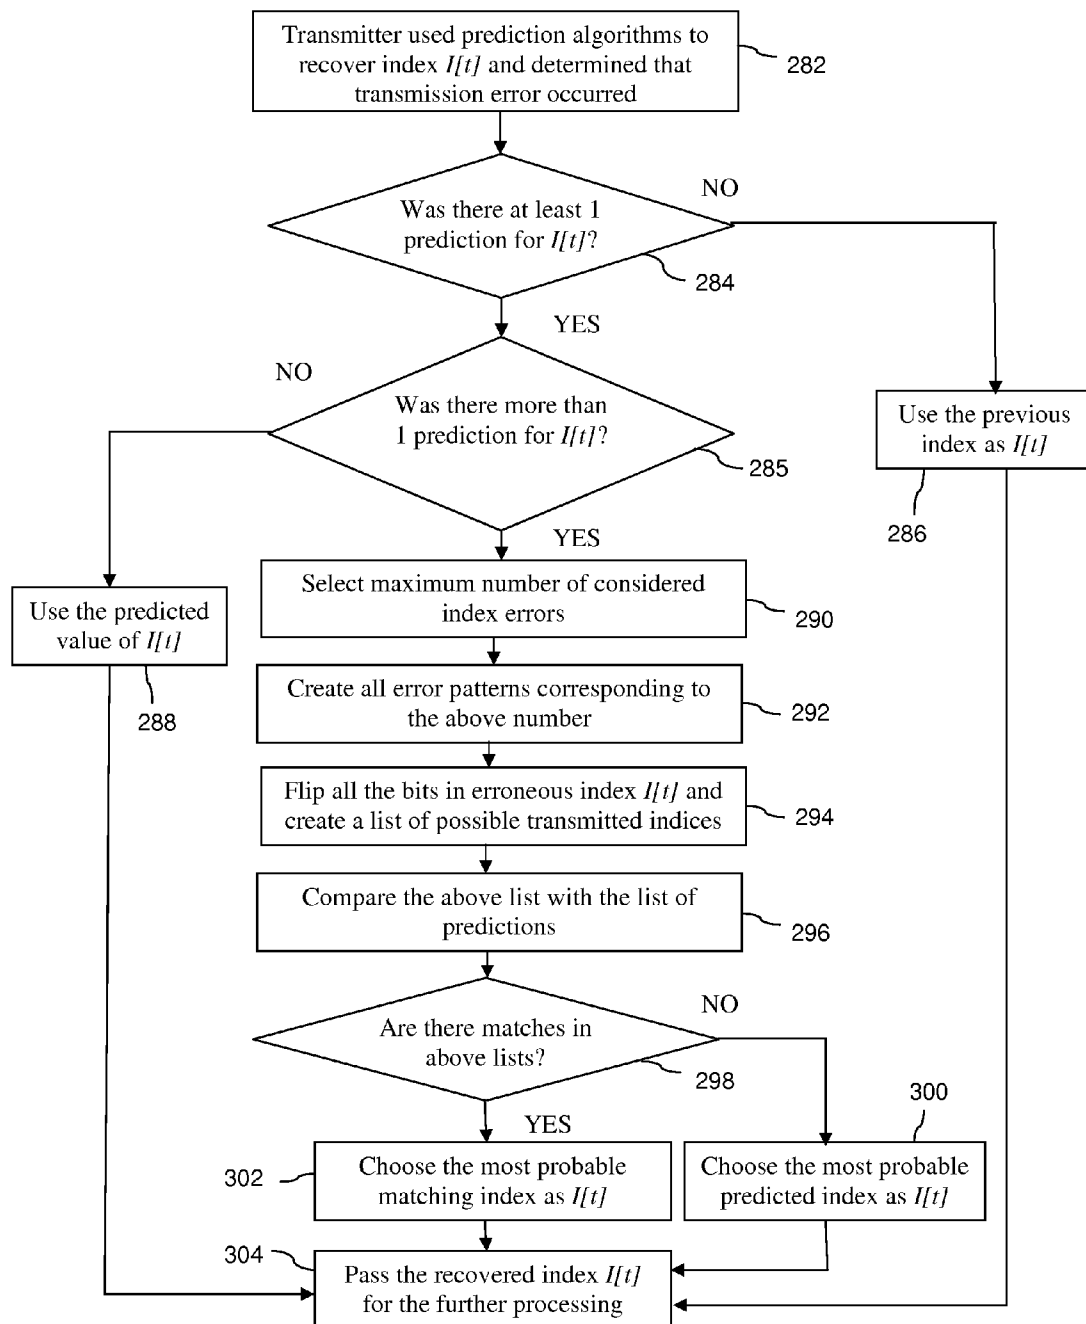 Transmitter used prediction algorithms to
recover index I[t] and determined that
transmission error occurred
282
NO
Was there at least 1
prediction for I[t]?
284
YES
NO
Was there more than
1 prediction for I[t]?
285
Use the previous
index as I[t]
286
YES
Select maximum number of considered
index errors
290
Use the predicted
value of I[t]
288
Create all error patterns corresponding to
the above number
292
Flip all the bits in erroneous index I[t] and
create a list of possible transmitted indices
294
Compare the above list with the list of
predictions
296
NO
Are there matches in
above lists?
298
YES
300
302
Choose the most probable
matching index as I[t]
Choose the most probable
predicted index as I[t]
304
Pass the recovered index I[t]
for the further processing